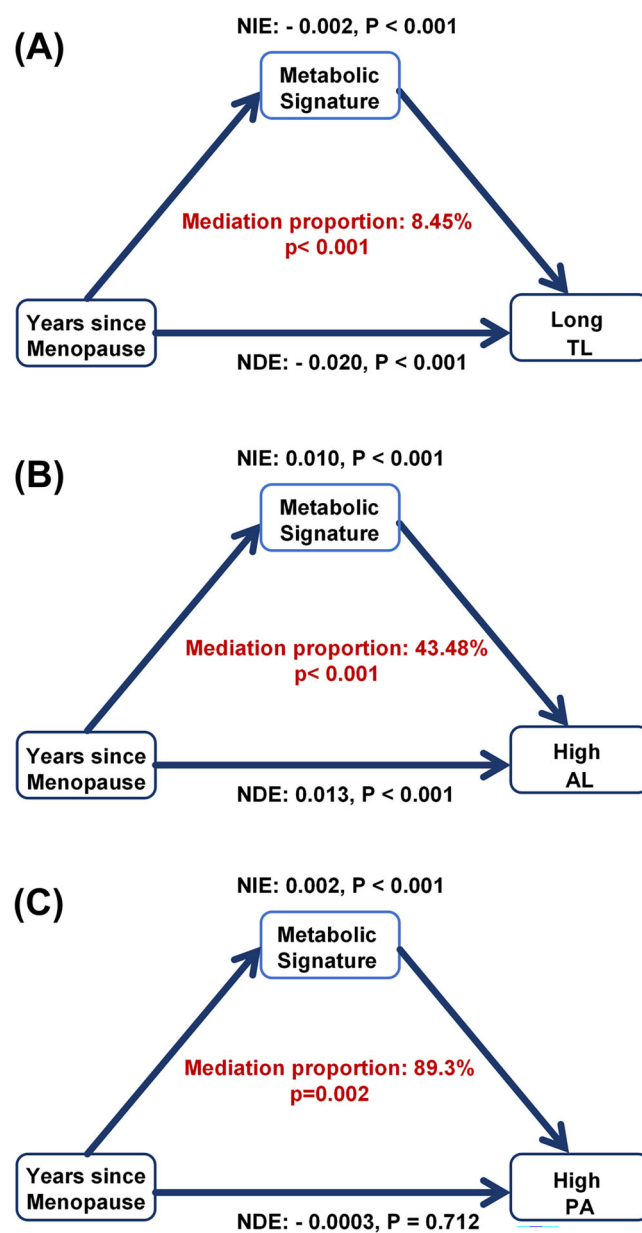 (A)
NIE: - 0.002, P < 0.001
Metabolic
Signature
Mediation proportion: 8.45%
p< 0.001
Years since
Menopause
Long
TL
NDE: - 0.020, P < 0.001
(B)
NIE: 0.010, P < 0.001
Metabolic
Signature
Mediation proportion: 43.48%
p< 0.001
Years since
Menopause
High
AL
NDE: 0.013, P < 0.001
(C)
NIE: 0.002, P < 0.001
Metabolic
Signature
Mediation proportion: 89.3%
p=0.002
Years since
Menopause
High
PA
NDE: - 0.0003, P = 0.712